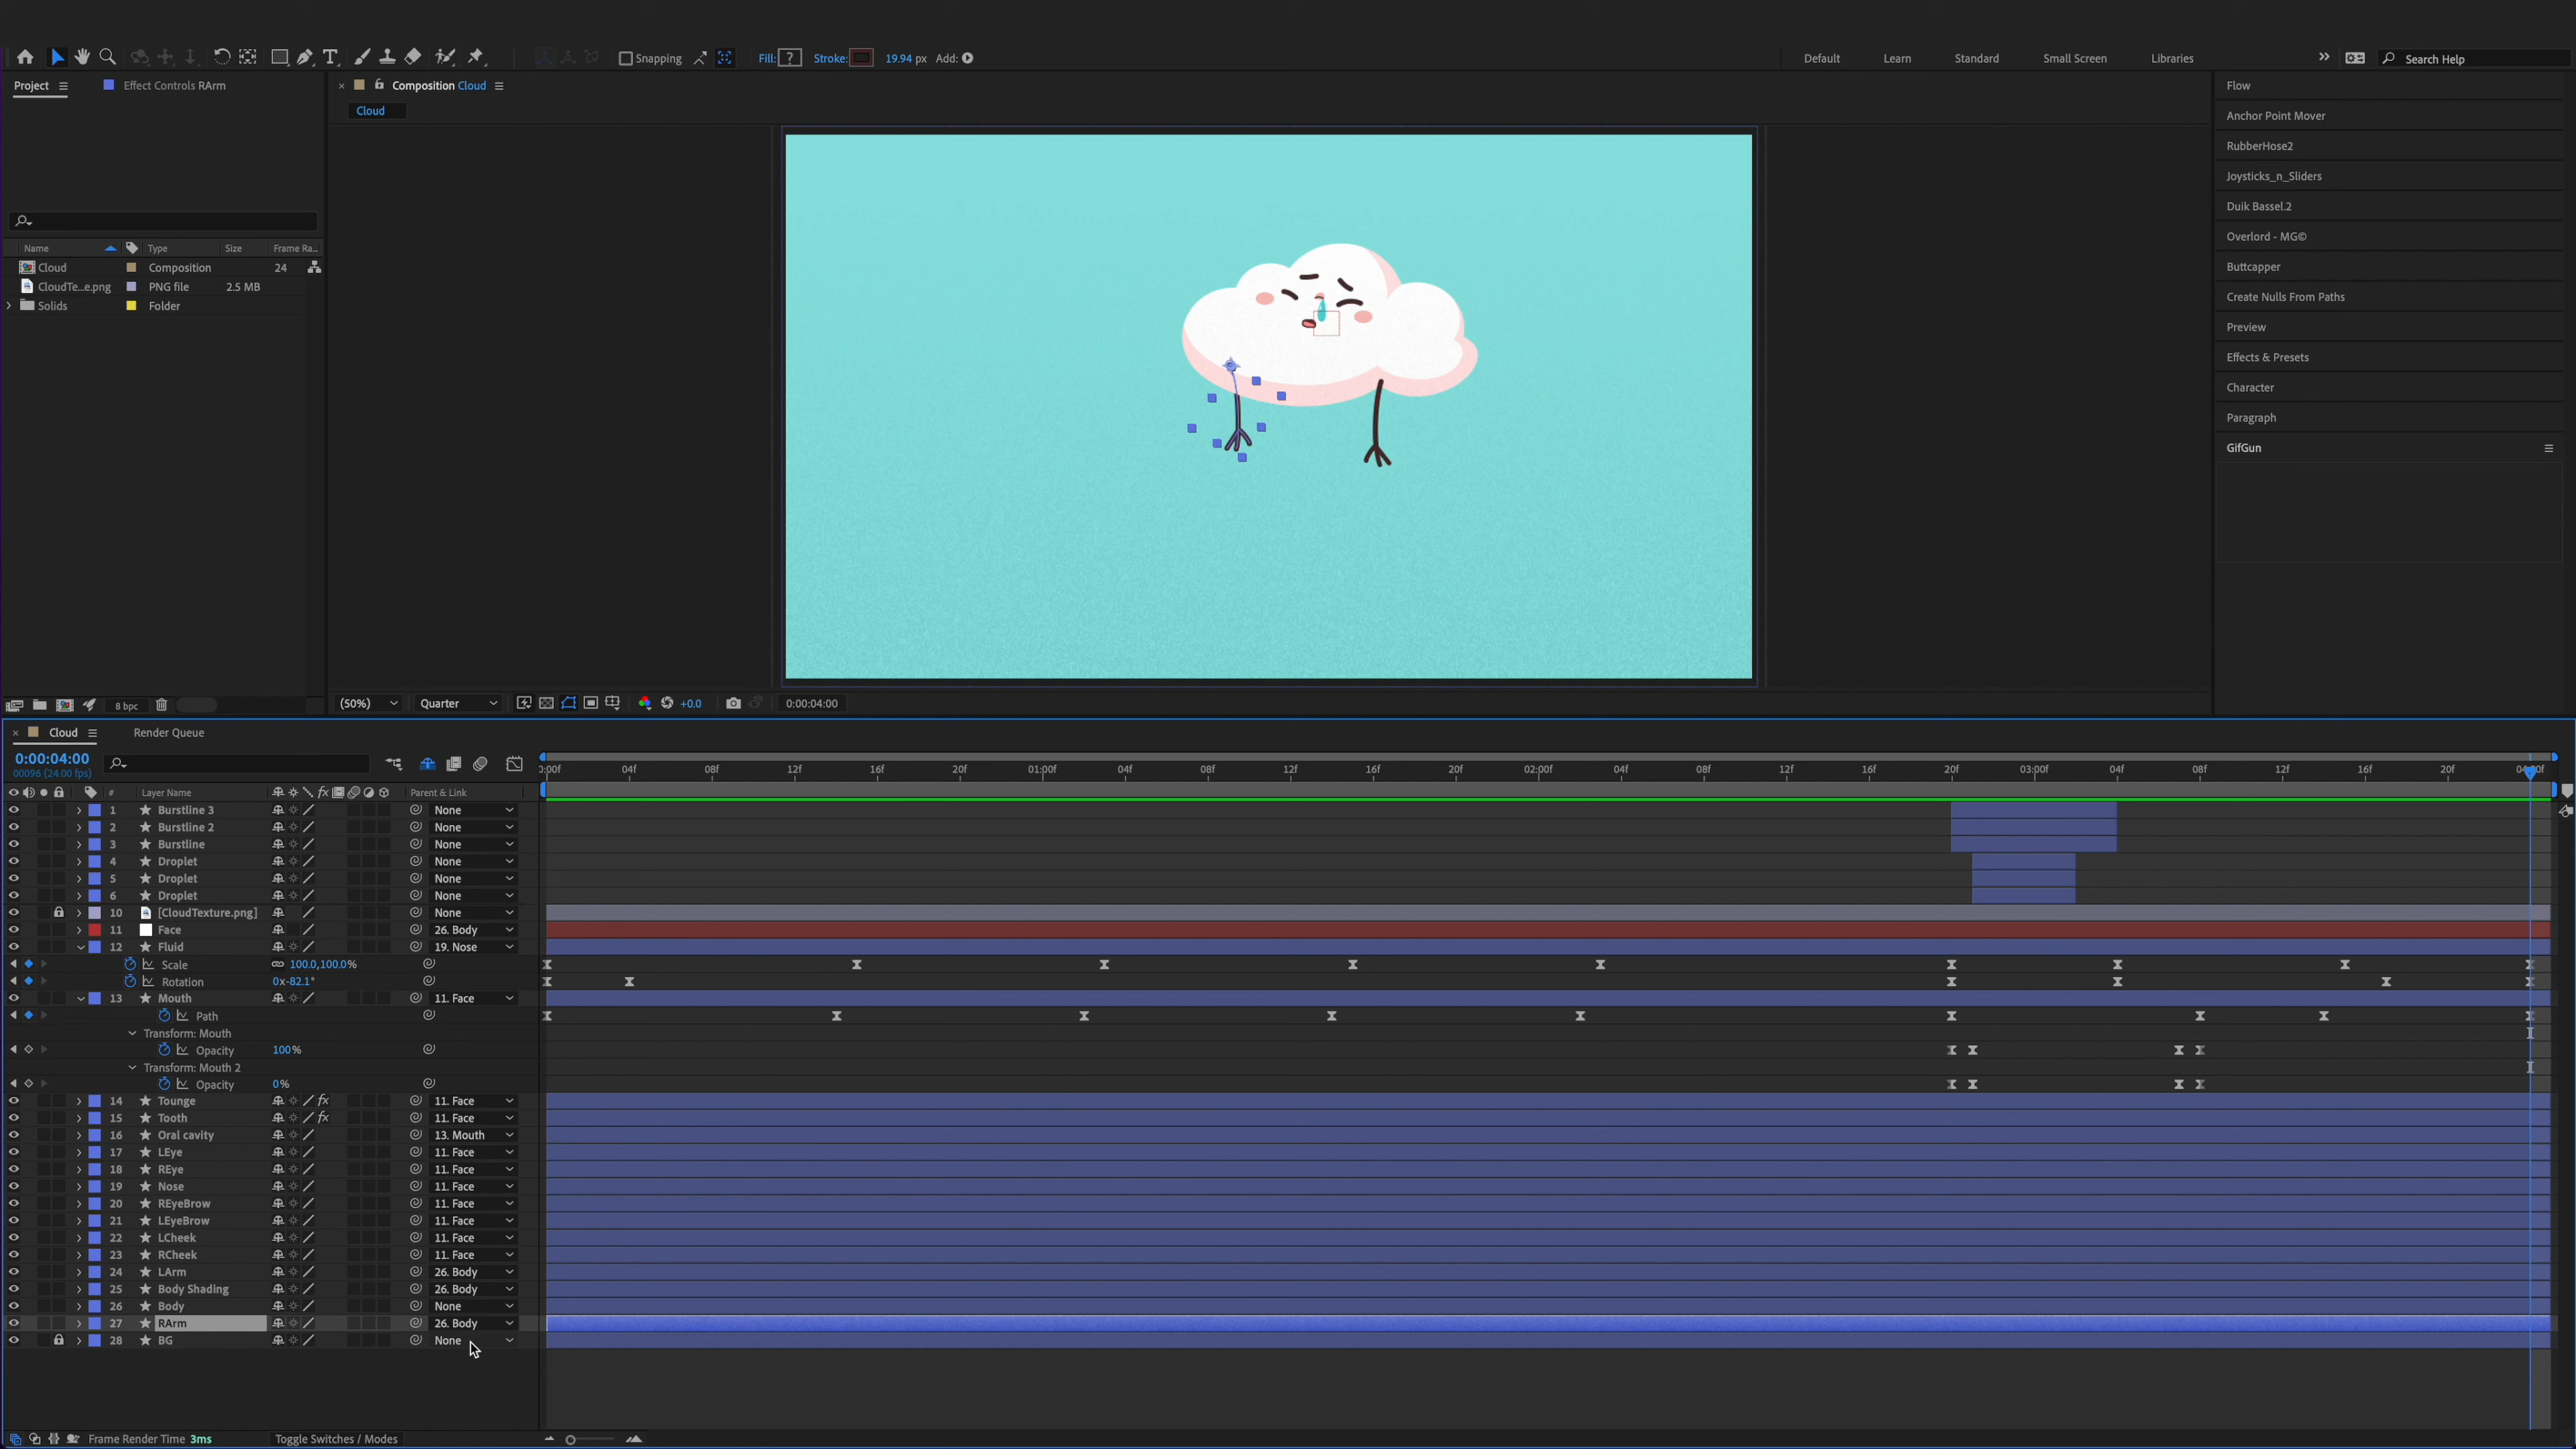 Snapping Fill: ? Stroke: 19.94 px Add: Default Learn Standard Small Screen Libraries Search Help
Project Effect Controls RArm
Composition Cloud
Cloud
Name Type Size Frame Ra...
Cloud Composition 24
CloudTe...e.png PNG file 2.5 MB
Solids Folder
8 bpc
(50%) Quarter +0.0 0:00:04:00
Flow
Anchor Point Mover
RubberHose2
Joysticks_n_Sliders
Duik Bassel.2
Overlord - MG©
Buttcapper
Create Nulls From Paths
Preview
Effects & Presets
Character
Paragraph
GifGun
Cloud Render Queue
0:00:04:00
00096 (24.00 fps)
0:00f 04f 08f 12f 16f 20f 01:00f 04f 08f 12f 16f 20f 02:00f 04f 08f 12f 16f 20f 03:00f 04f 08f 12f 16f 20f 04:00f
# Layer Name fx Parent & Link
1 Burstline 3 None
2 Burstline 2 None
3 Burstline None
4 Droplet None
5 Droplet None
6 Droplet None
10 [CloudTexture.png] None
11 Face 26. Body
12 Fluid 19. Nose
Scale 100.0,100.0%
Rotation 0x-82.1°
13 Mouth 11. Face
Path
Transform: Mouth
Opacity 100%
Transform: Mouth 2
Opacity 0%
14 Tounge fx 11. Face
15 Tooth fx 11. Face
16 Oral cavity 13. Mouth
17 LEye 11. Face
18 REye 11. Face
19 Nose 11. Face
20 REyeBrow 11. Face
21 LEyeBrow 11. Face
22 LCheek 11. Face
23 RCheek 11. Face
24 LArm 26. Body
25 Body Shading 26. Body
26 Body None
27 RArm 26. Body
28 BG None
Frame Render Time 3ms Toggle Switches / Modes